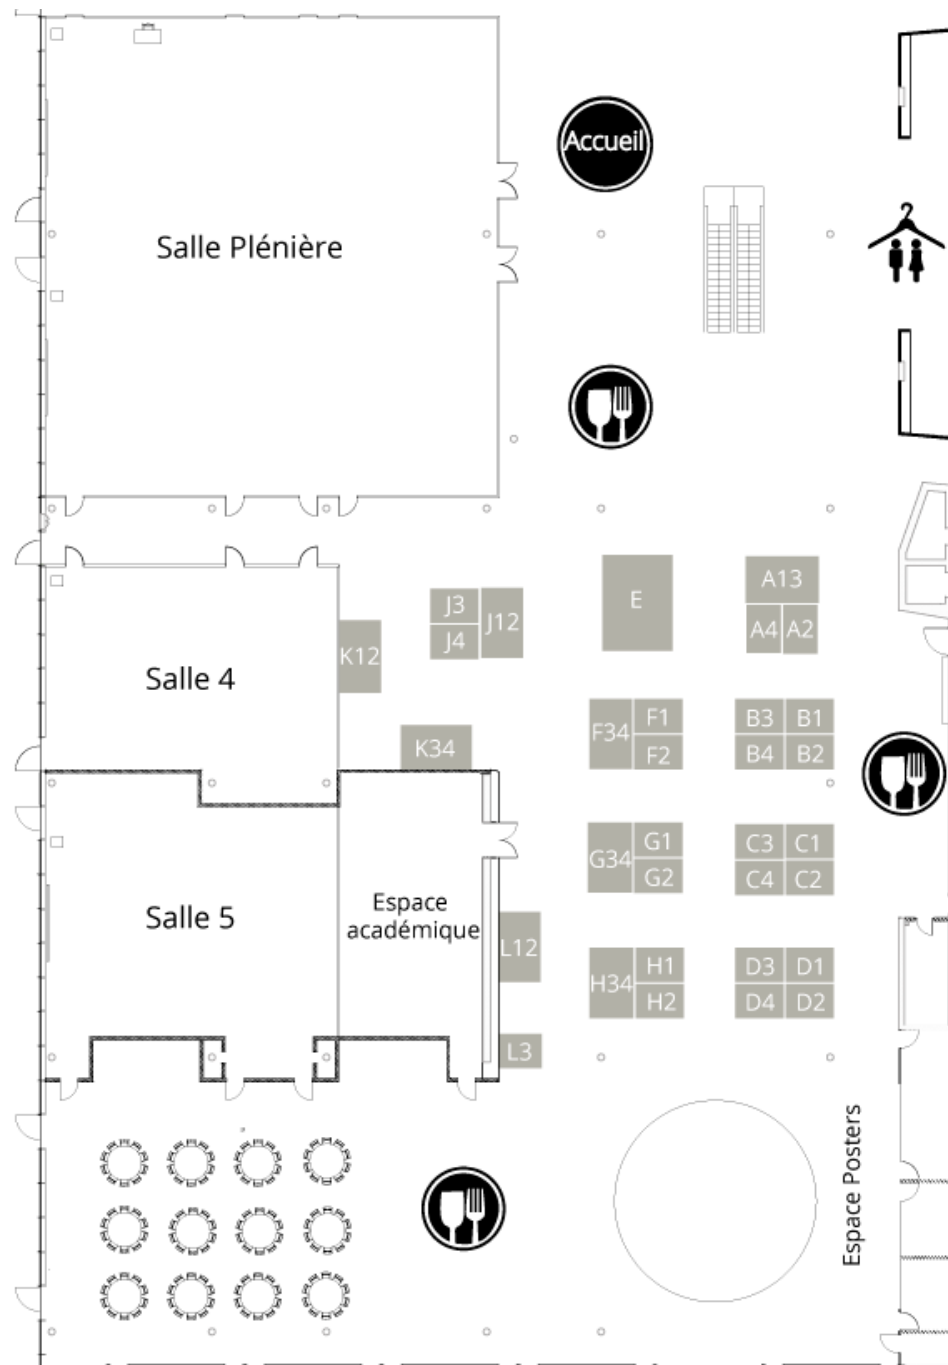 Accueil
Salle Plénière
E
A13
A4
A2
J3
J12
J4
K12
Salle 4
K34
F34
F1
F2
B3
B1
B4
B2
G34
G1
G2
C3
C1
C4
C2
Salle 5
Espace
académique
L12
H34
H1
H2
D3
D1
D4
D2
L3
Espace Posters